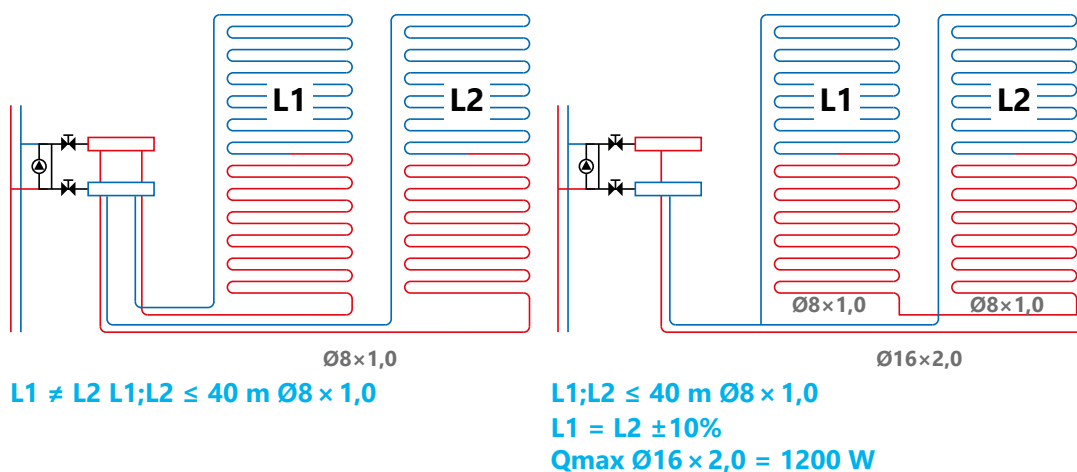 L1
L2
Ø8×1,0
L1 ≠ L2 L1;L2 ≤ 40 m Ø8 × 1,0
L1
L2
Ø8×1,0
Ø8×1,0
Ø16×2,0
L1;L2 ≤ 40 m Ø8 × 1,0
L1 = L2 ±10%
Qmax Ø16 × 2,0 = 1200 W